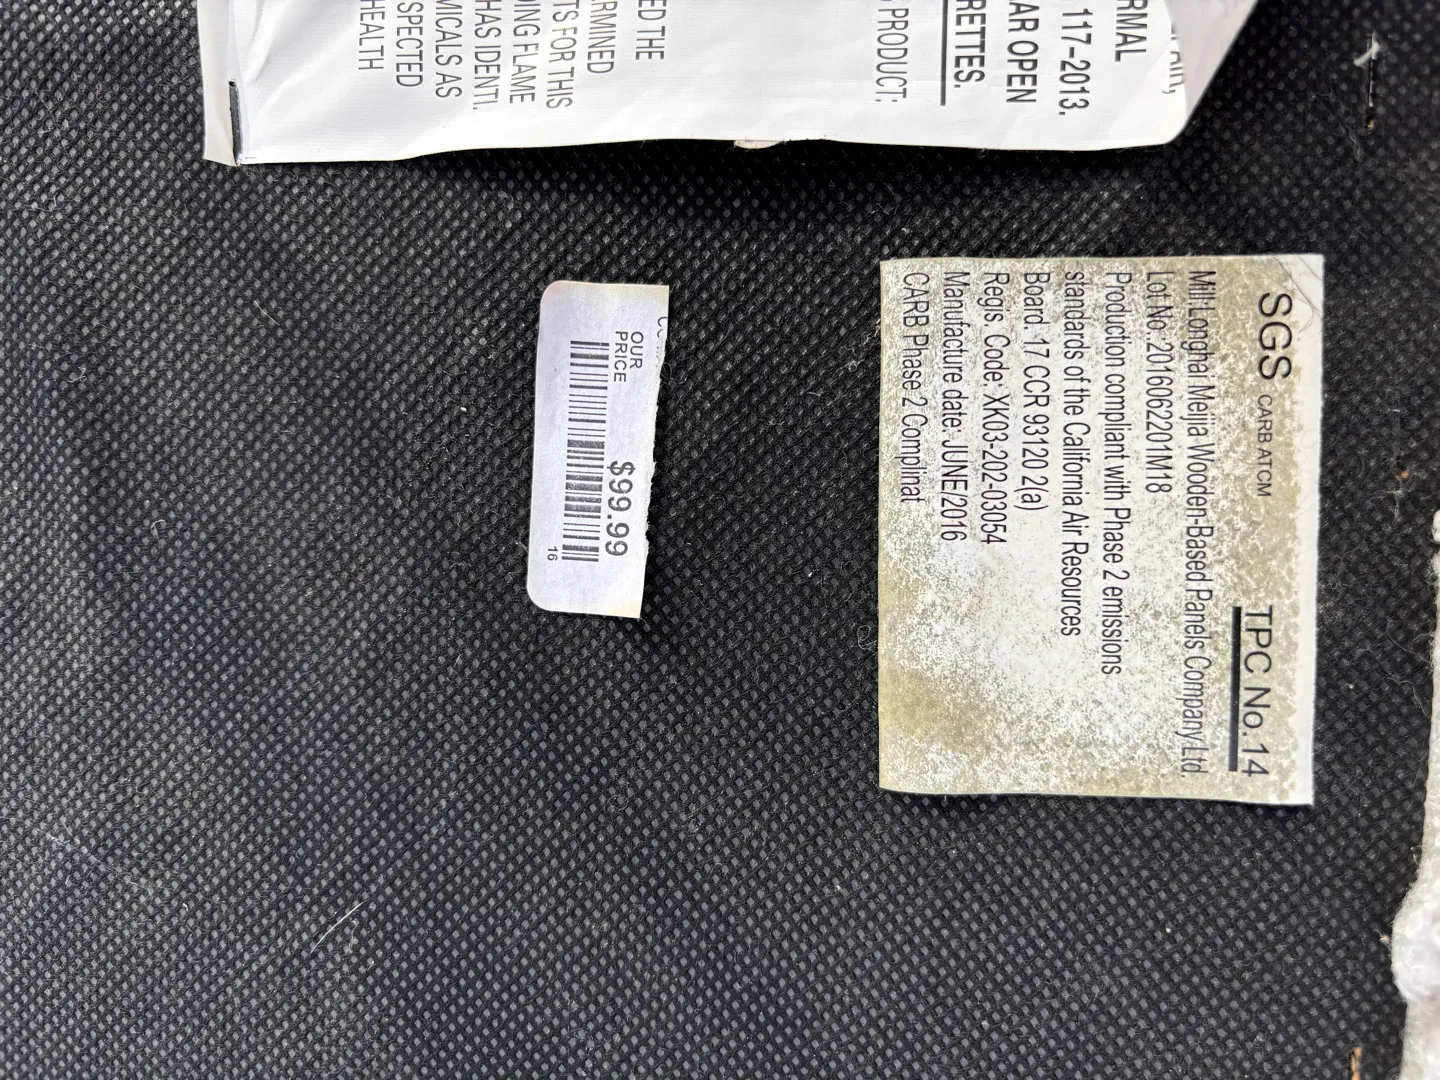 RMAL
117-2013.
AR OPEN
RETTES.
PRODUCT:
ED THE
RMINED
TS FOR THIS
ING FLAME
HAS IDENTI
MICALS AS
SPECTED
HEALTH
SGS CARB ATCM TPC No.14
Mill:Longhai Meijia Wooden-Based Panels Company,Ltd.
Lot No.:2016062201M18
Production compliant with Phase 2 emissions
standards of the California Air Resources
Board. 17 CCR 93120 2(a)
Regis. Code: XK03-202-03054
Manufacture date: JUNE/2016
CARB Phase 2 Complinat
OUR
PRICE
$99.99
16